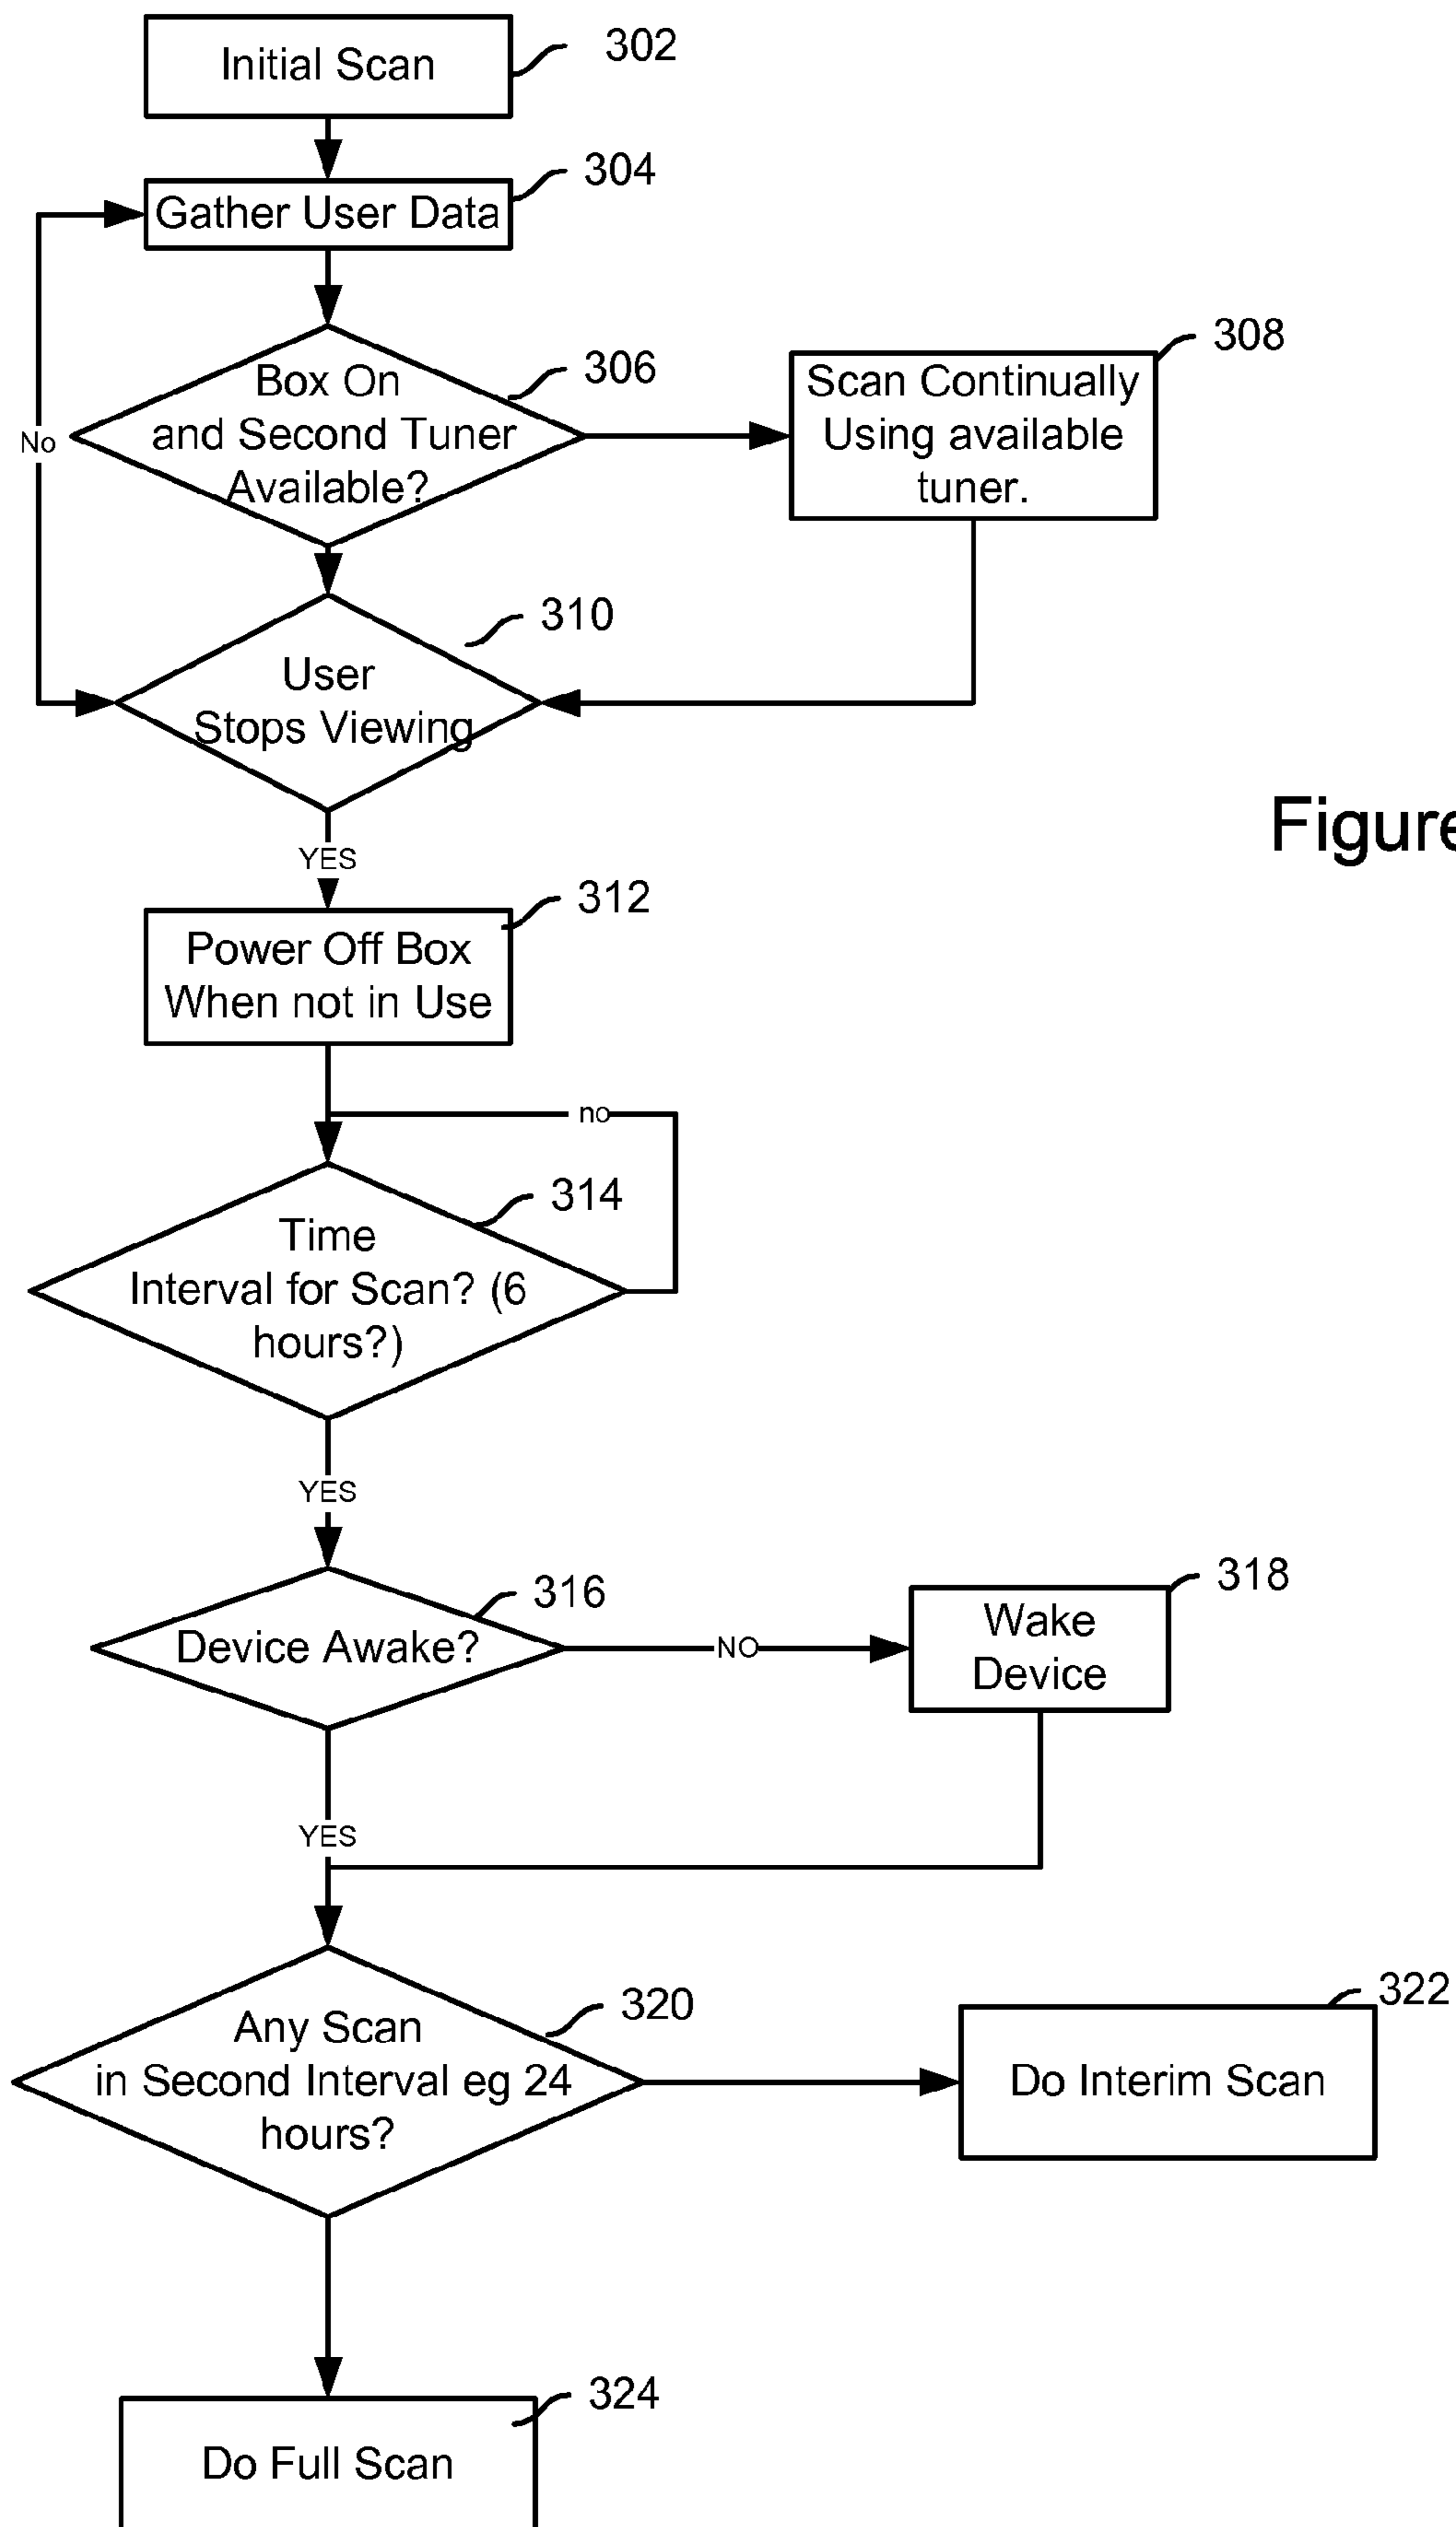 Initial Scan
302
Gather User Data
304
Box On
and Second Tuner
Available?
306
Scan Continually
Using available
tuner.
308
No
User
Stops Viewing
310
YES
Figure
Power Off Box
When not in Use
312
no
Time
Interval for Scan? (6
hours?)
314
YES
Device Awake?
316
NO
Wake
Device
318
YES
Any Scan
in Second Interval eg 24
hours?
320
Do Interim Scan
322
Do Full Scan
324